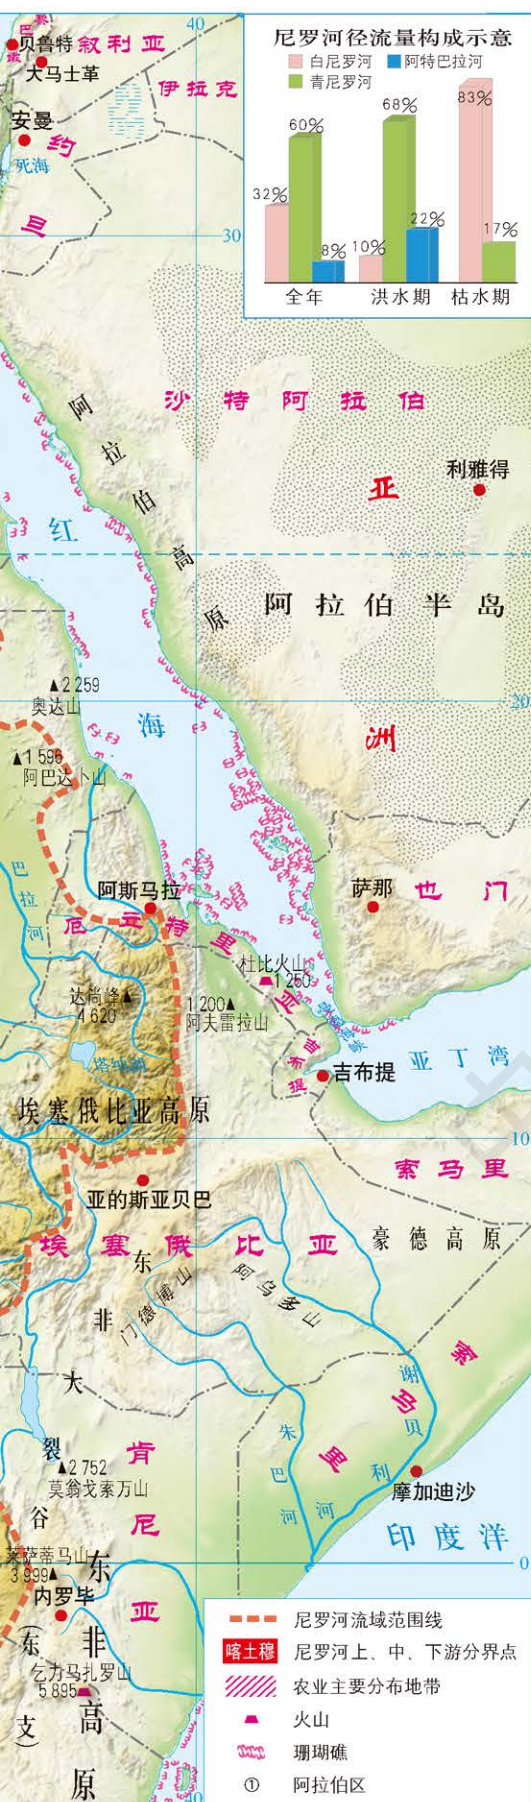 尼罗河径流量构成示意
白尼罗河
阿特巴拉河
青尼罗河
32%
60%
8%
10%
68%
22%
83%
17%
全年
洪水期
枯水期
40
贝鲁特
叙利亚
大马士革
伊拉克
安曼
约旦
死海
30
沙特阿拉伯
阿拉伯高原
利雅得
亚洲
红海
阿拉伯半岛
2 259
奥达山
20
1 596
阿巴达卜山
巴拉河
阿斯马拉
厄立特里亚
萨那
也门
杜比火山
1 250
达尚峰
4 620
1 200
阿夫雷拉山
塔纳湖
吉布提
吉布提
亚丁湾
埃塞俄比亚高原
10
索马里
亚的斯亚贝巴
埃塞俄比亚
豪德高原
门德博山
阿乌多山
东非大裂谷
(东支)
谢贝利河
朱巴河
索马里
2 752
莫翁戈索万山
肯尼亚
摩加迪沙
印度洋
莱萨蒂马山
3 999
0
内罗毕
东非高原
乞力马扎罗山
5 895
40
尼罗河流域范围线
喀土穆
尼罗河上、中、下游分界点
农业主要分布地带
火山
珊瑚礁
① 阿拉伯区